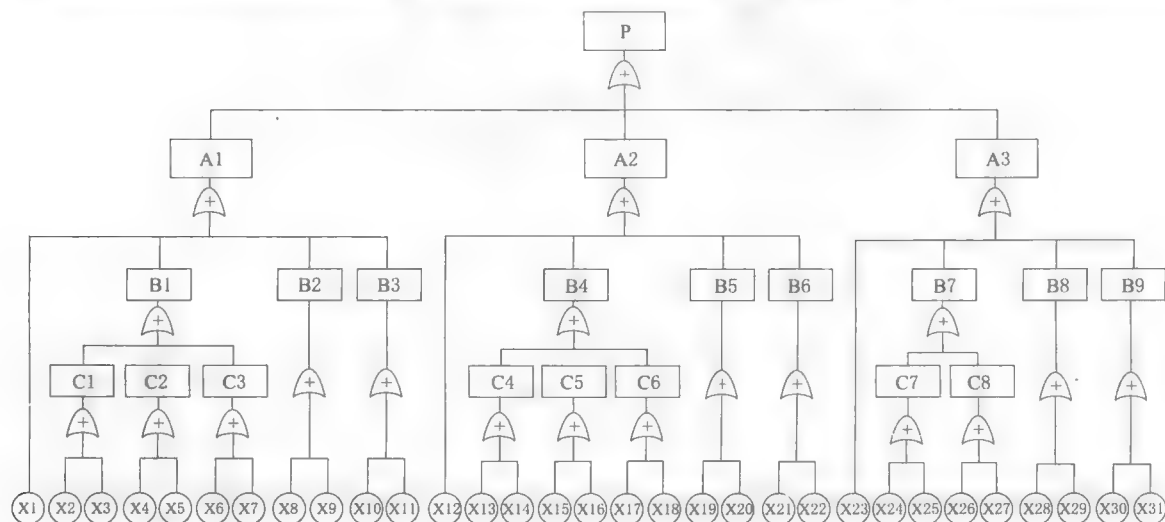 P
+
A1 A2 A3
+ + +
B1 B2 B3 B4 B5 B6 B7 B8 B9
+ + +
C1 C2 C3 + + C4 C5 C6 + + C7 C8 + +
+ + + + + + + +
X1 X2 X3 X4 X5 X6 X7 X8 X9 X10 X11 X12 X13 X14 X15 X16 X17 X18 X19 X20 X21 X22 X23 X24 X25 X26 X27 X28 X29 X30 X31